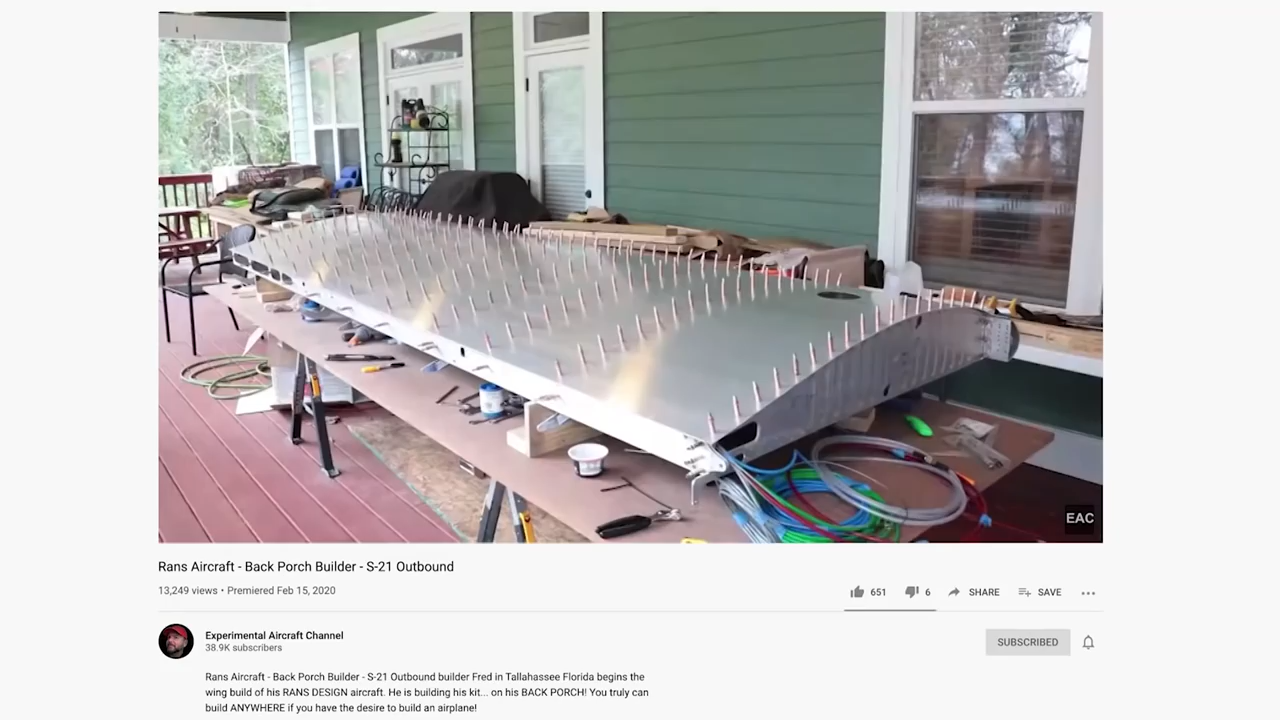 EAC
Rans Aircraft - Back Porch Builder - S-21 Outbound
13,249 views • Premiered Feb 15, 2020
651
6
SHARE
SAVE
Experimental Aircraft Channel
38.9K subscribers
SUBSCRIBED
Rans Aircraft - Back Porch Builder - S-21 Outbound builder Fred in Tallahassee Florida begins the
wing build of his RANS DESIGN aircraft. He is building his kit... on his BACK PORCH! You truly can
build ANYWHERE if you have the desire to build an airplane!